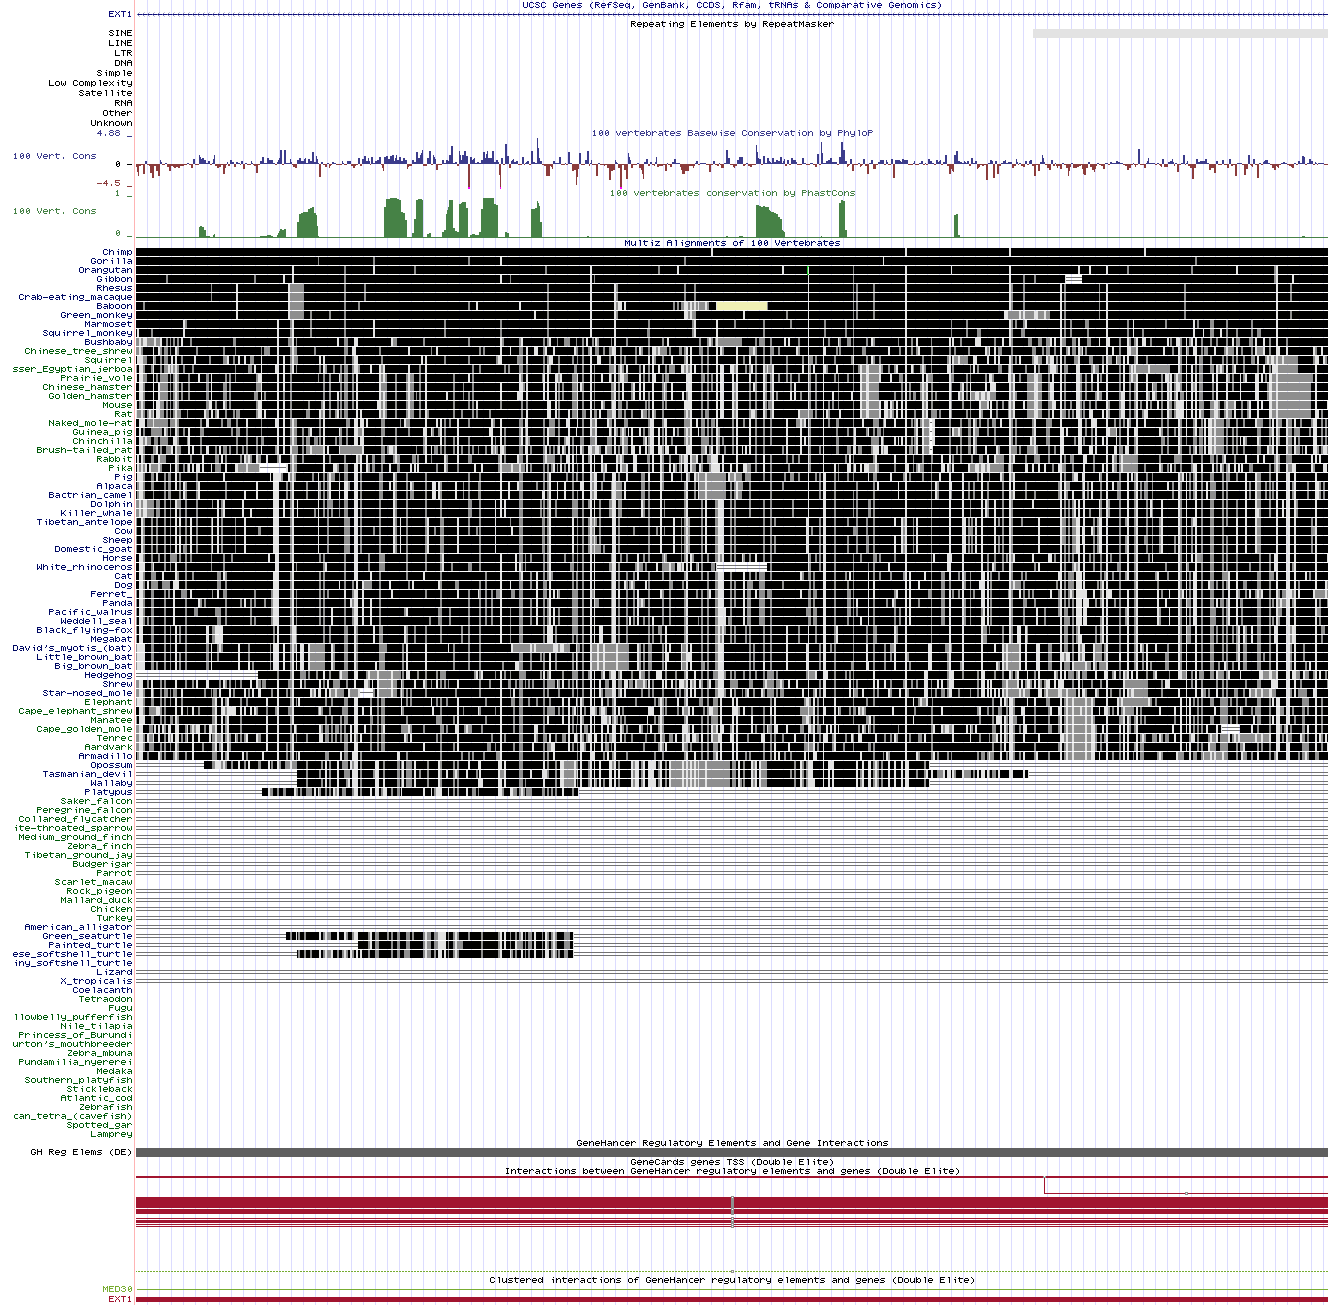 UCSC Genes (RefSeq, GenBank, CCDS, Rfam, tRNAs & Comparative Genomics)
EXT1
Repeating Elements by RepeatMasker
SINE
LINE
LTR
DNA
Simple
Low Complexity
Satellite
RNA
Other
Unknown
4.88 _
100 vertebrates Basewise Conservation by PhyloP
100 Vert. Cons
0 _
-4.5 _
100 vertebrates conservation by PhastCons
1 _
100 Vert. Cons
0 _
Multiz Alignments of 100 Vertebrates
Chimp
Gorilla
Orangutan
Gibbon
Rhesus
Crab-eating_macaque
Baboon
Green_monkey
Marmoset
Squirrel_monkey
Bushbaby
Chinese_tree_shrew
Squirrel
sser_Egyptian_jerboa
Prairie_vole
Chinese_hamster
Golden_hamster
Mouse
Rat
Naked_mole-rat
Guinea_pig
Chinchilla
Brush-tailed_rat
Rabbit
Pika
Pig
Alpaca
Bactrian_camel
Dolphin
Killer_whale
Tibetan_antelope
Cow
Sheep
Domestic_goat
Horse
White_rhinoceros
Cat
Dog
Ferret_
Panda
Pacific_walrus
Weddell_seal
Black_flying-fox
Megabat
David's_myotis_(bat)
Little_brown_bat
Big_brown_bat
Hedgehog
Shrew
Star-nosed_mole
Elephant
Cape_elephant_shrew
Manatee
Cape_golden_mole
Tenrec
Aardvark
Armadillo
Opossum
Tasmanian_devil
Wallaby
Platypus
Saker_falcon
Peregrine_falcon
Collared_flycatcher
ite-throated_sparrow
Medium_ground_finch
Zebra_finch
Tibetan_ground_jay
Budgerigar
Parrot
Scarlet_macaw
Rock_pigeon
Mallard_duck
Chicken
Turkey
American_alligator
Green_seaturtle
Painted_turtle
ese_softshell_turtle
iny_softshell_turtle
Lizard
X_tropicalis
Coelacanth
Tetraodon
Fugu
llowbelly_pufferfish
Nile_tilapia
Princess_of_Burundi
urton's_mouthbreeder
Zebra_mbuna
Pundamilia_nyererei
Medaka
Southern_platyfish
Stickleback
Atlantic_cod
Zebrafish
can_tetra_(cavefish)
Spotted_gar
Lamprey
GeneHancer Regulatory Elements and Gene Interactions
GH Reg Elems (DE)
GeneCards genes TSS (Double Elite)
Interactions between GeneHancer regulatory elements and genes (Double Elite)
Clustered interactions of GeneHancer regulatory elements and genes (Double Elite)
MED30
EXT1